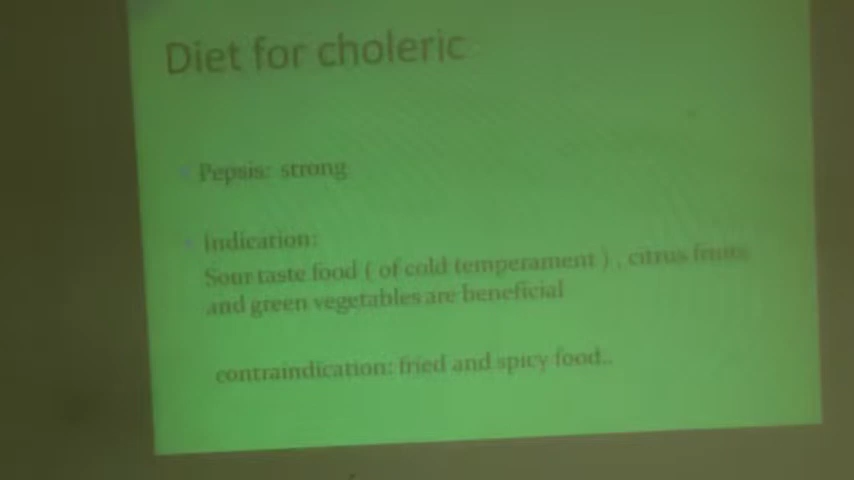 Diet for choleric
Pepsis: strong
Indication:
Sour taste food ( of cold temperament ) , citrus fruits
and green vegetables are beneficial
contraindication: fried and spicy food..